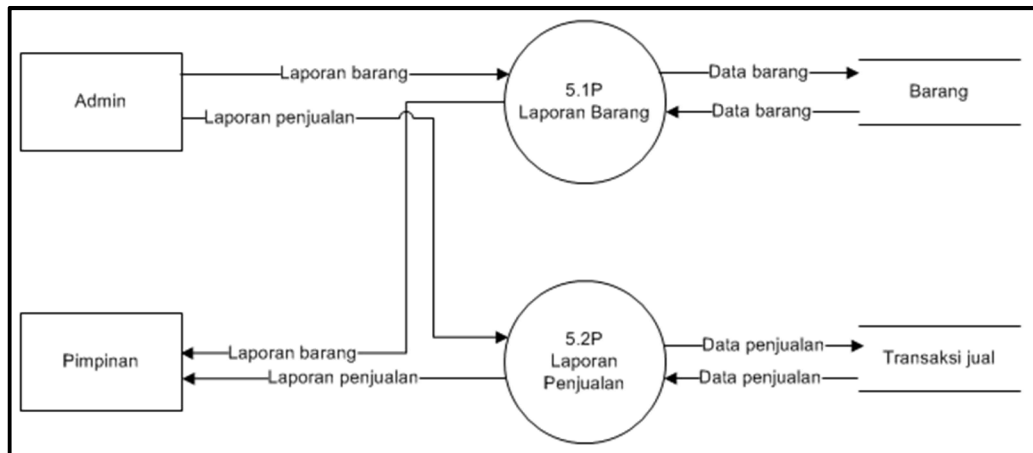 Admin
Laporan barang
Laporan penjualan
5.1P
Laporan Barang
Data barang
Data barang
Barang
Pimpinan
Laporan barang
Laporan penjualan
5.2P
Laporan
Penjualan
Data penjualan
Data penjualan
Transaksi jual